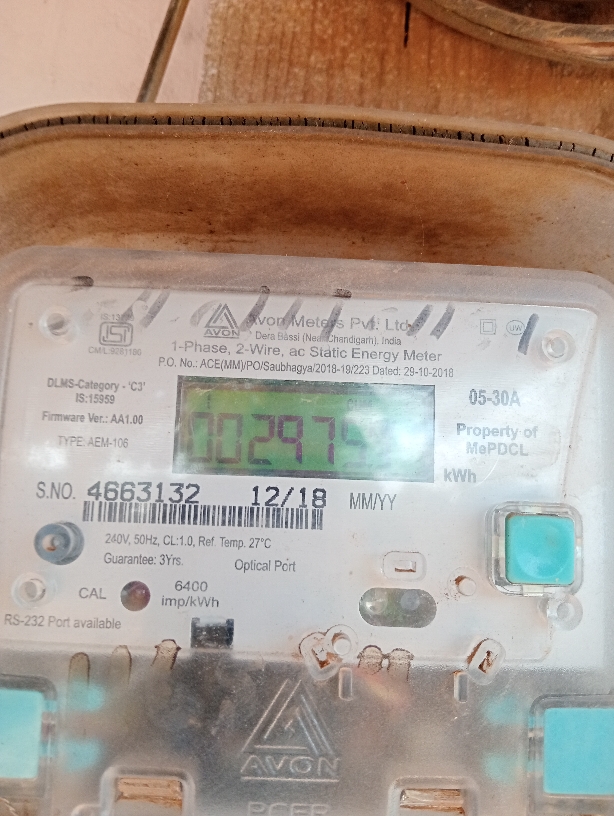 AVON
Avon Meters Pvt. Ltd.
Dera Bassi (Near Chandigarh). India
CM/L:9281186
1-Phase, 2-Wire, ac Static Energy Meter
P.O. No.: ACE(MM)/PO/Saubhagya/2018-19/223 Dated: 29-10-2018
DLMS-Category - 'C3'
IS:15959
Firmware Ver.: AA1.00
TYPE: AEM-106
05-30A
Property of
MePDCL
kWh
S.NO. 4663132 12/18 MM/YY
240V, 50Hz, CL:1.0, Ref. Temp. 27°C
Guarantee: 3Yrs. Optical Port
CAL 6400
imp/kWh
RS-232 Port available
AVON